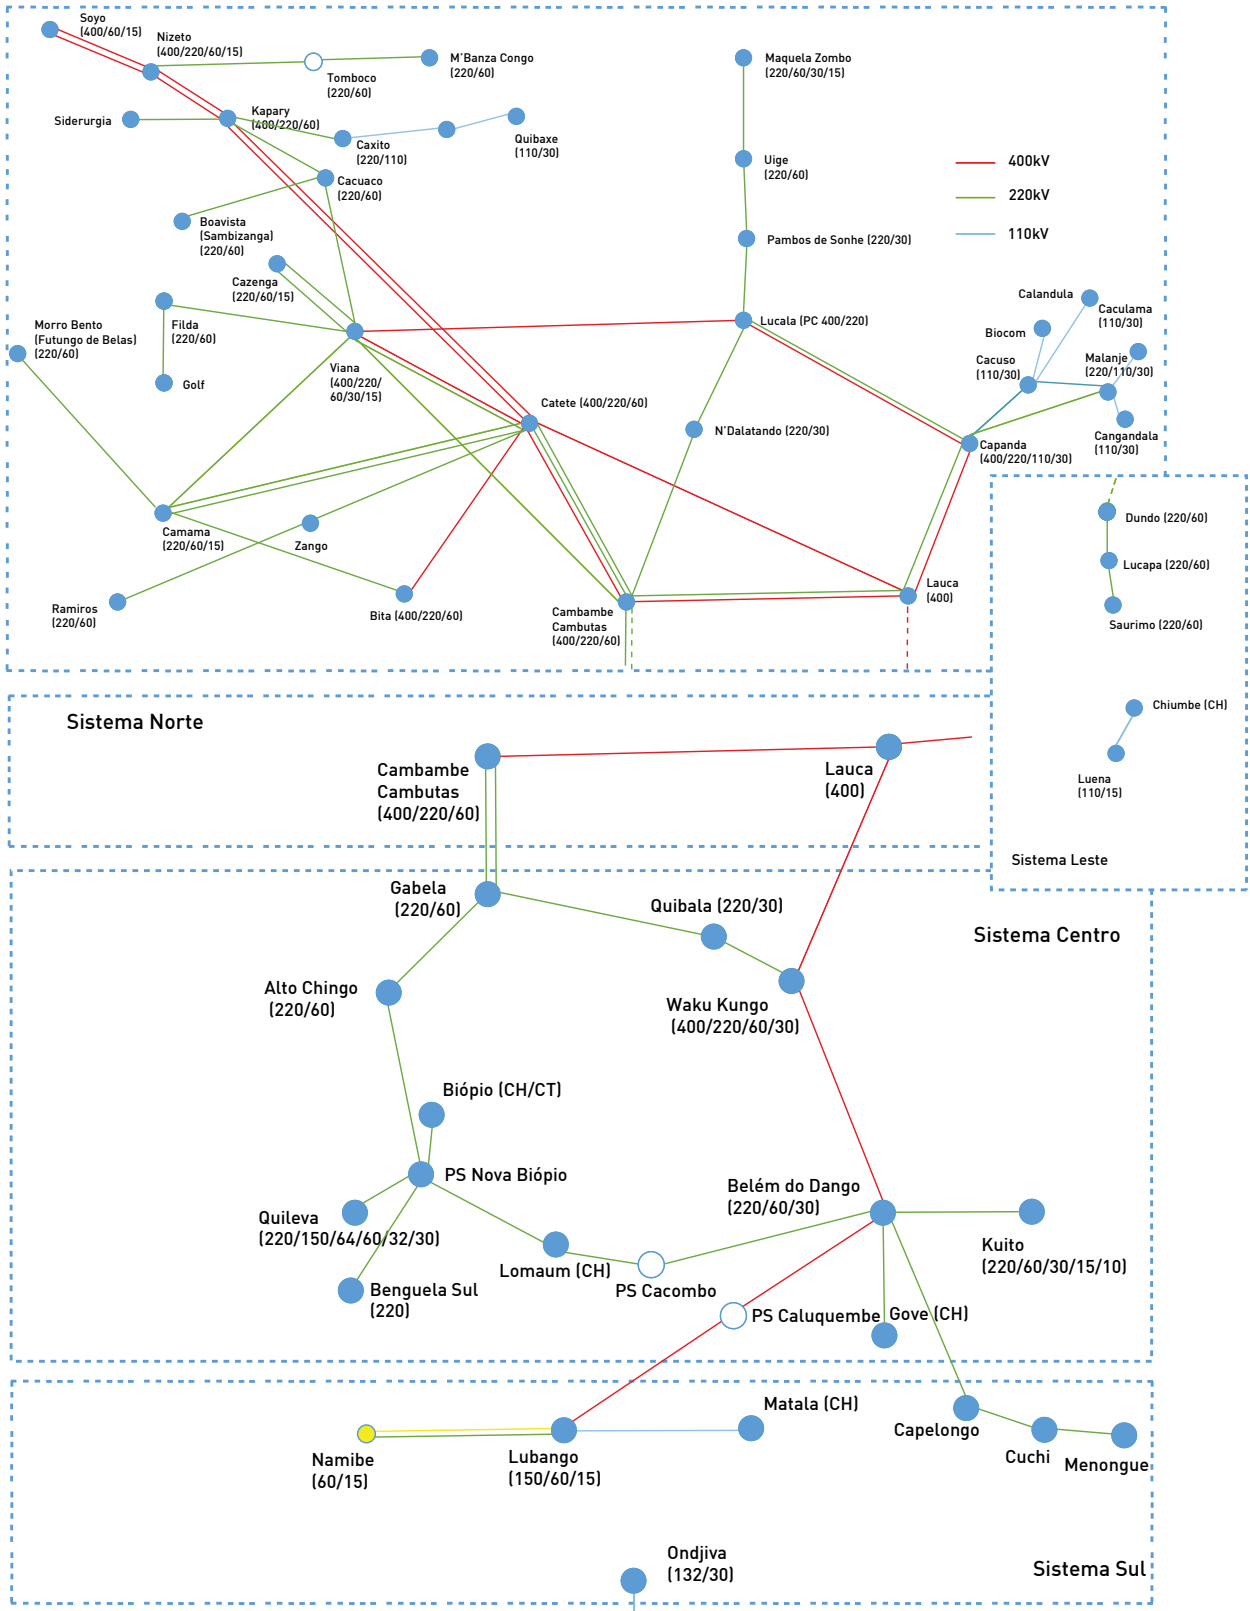 Soyo
(400/60/15)
Nizeto
(400/220/60/15)
Tomboco
(220/60)
M'Banza Congo
(220/60)
Maquela Zombo
(220/60/30/15)
Siderurgia
Kapary
(400/220/60)
Caxito
(220/110)
Quibaxe
(110/30)
Uige
(220/60)
400kV
220kV
110kV
Cacuaco
(220/60)
Boavista
(Sambizanga)
(220/60)
Pambos de Sonhe (220/30)
Cazenga
(220/60/15)
Calandula
Caculama
(110/30)
Morro Bento
(Futungo de Belas)
(220/60)
Filda
(220/60)
Lucala (PC 400/220)
Biocom
Cacuso
(110/30)
Malanje
(220/110/30)
Golf
Viana
(400/220/
60/30/15)
Catete (400/220/60)
N'Dalatando (220/30)
Capanda
(400/220/110/30)
Cangandala
(110/30)
Camama
(220/60/15)
Zango
Ramiros
(220/60)
Bita (400/220/60)
Cambambe
Cambutas
(400/220/60)
Lauca
(400)
Dundo (220/60)
Lucapa (220/60)
Saurimo (220/60)
Chiumbe (CH)
Luena
(110/15)
Sistema Leste
Sistema Norte
Cambambe
Cambutas
(400/220/60)
Lauca
(400)
Gabela
(220/60)
Quibala (220/30)
Sistema Centro
Alto Chingo
(220/60)
Waku Kungo
(400/220/60/30)
Biópio (CH/CT)
PS Nova Biópio
Belém do Dango
(220/60/30)
Quileva
(220/150/64/60/32/30)
Kuito
(220/60/30/15/10)
Lomaum (CH)
PS Cacombo
Benguela Sul
(220)
PS Caluquembe
Gove (CH)
Matala (CH)
Capelongo
Cuchi
Menongue
Namibe
(60/15)
Lubango
(150/60/15)
Ondjiva
(132/30)
Sistema Sul